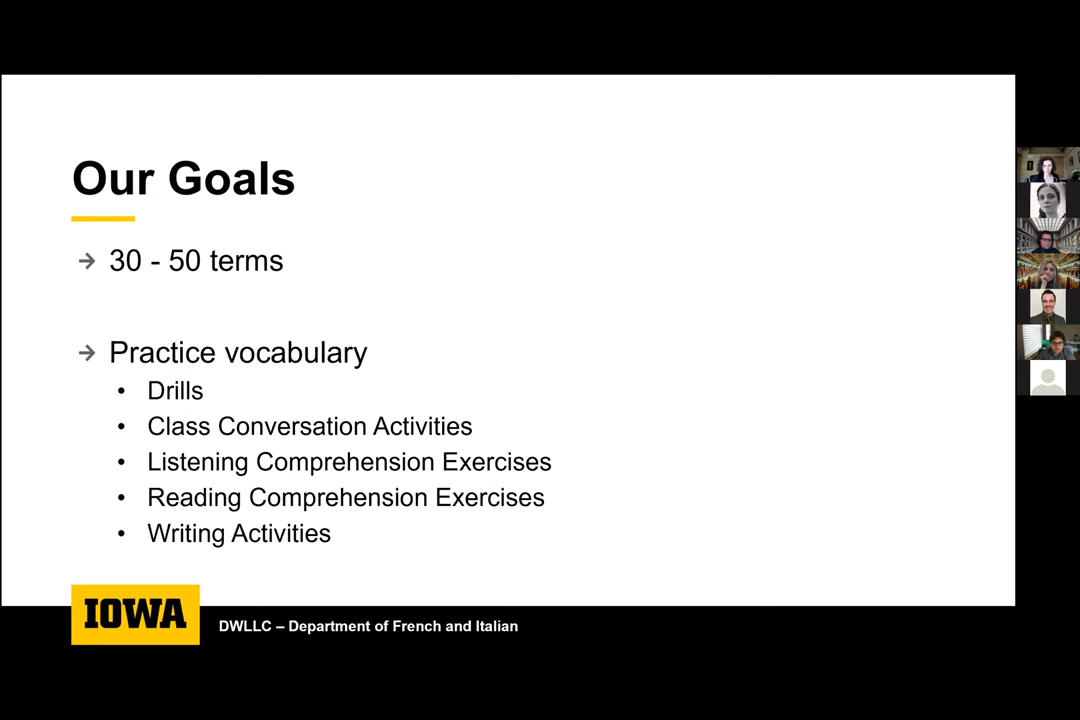 Our Goals
→ 30 - 50 terms
→ Practice vocabulary
• Drills
• Class Conversation Activities
• Listening Comprehension Exercises
• Reading Comprehension Exercises
• Writing Activities
IOWA
DWLLC – Department of French and Italian